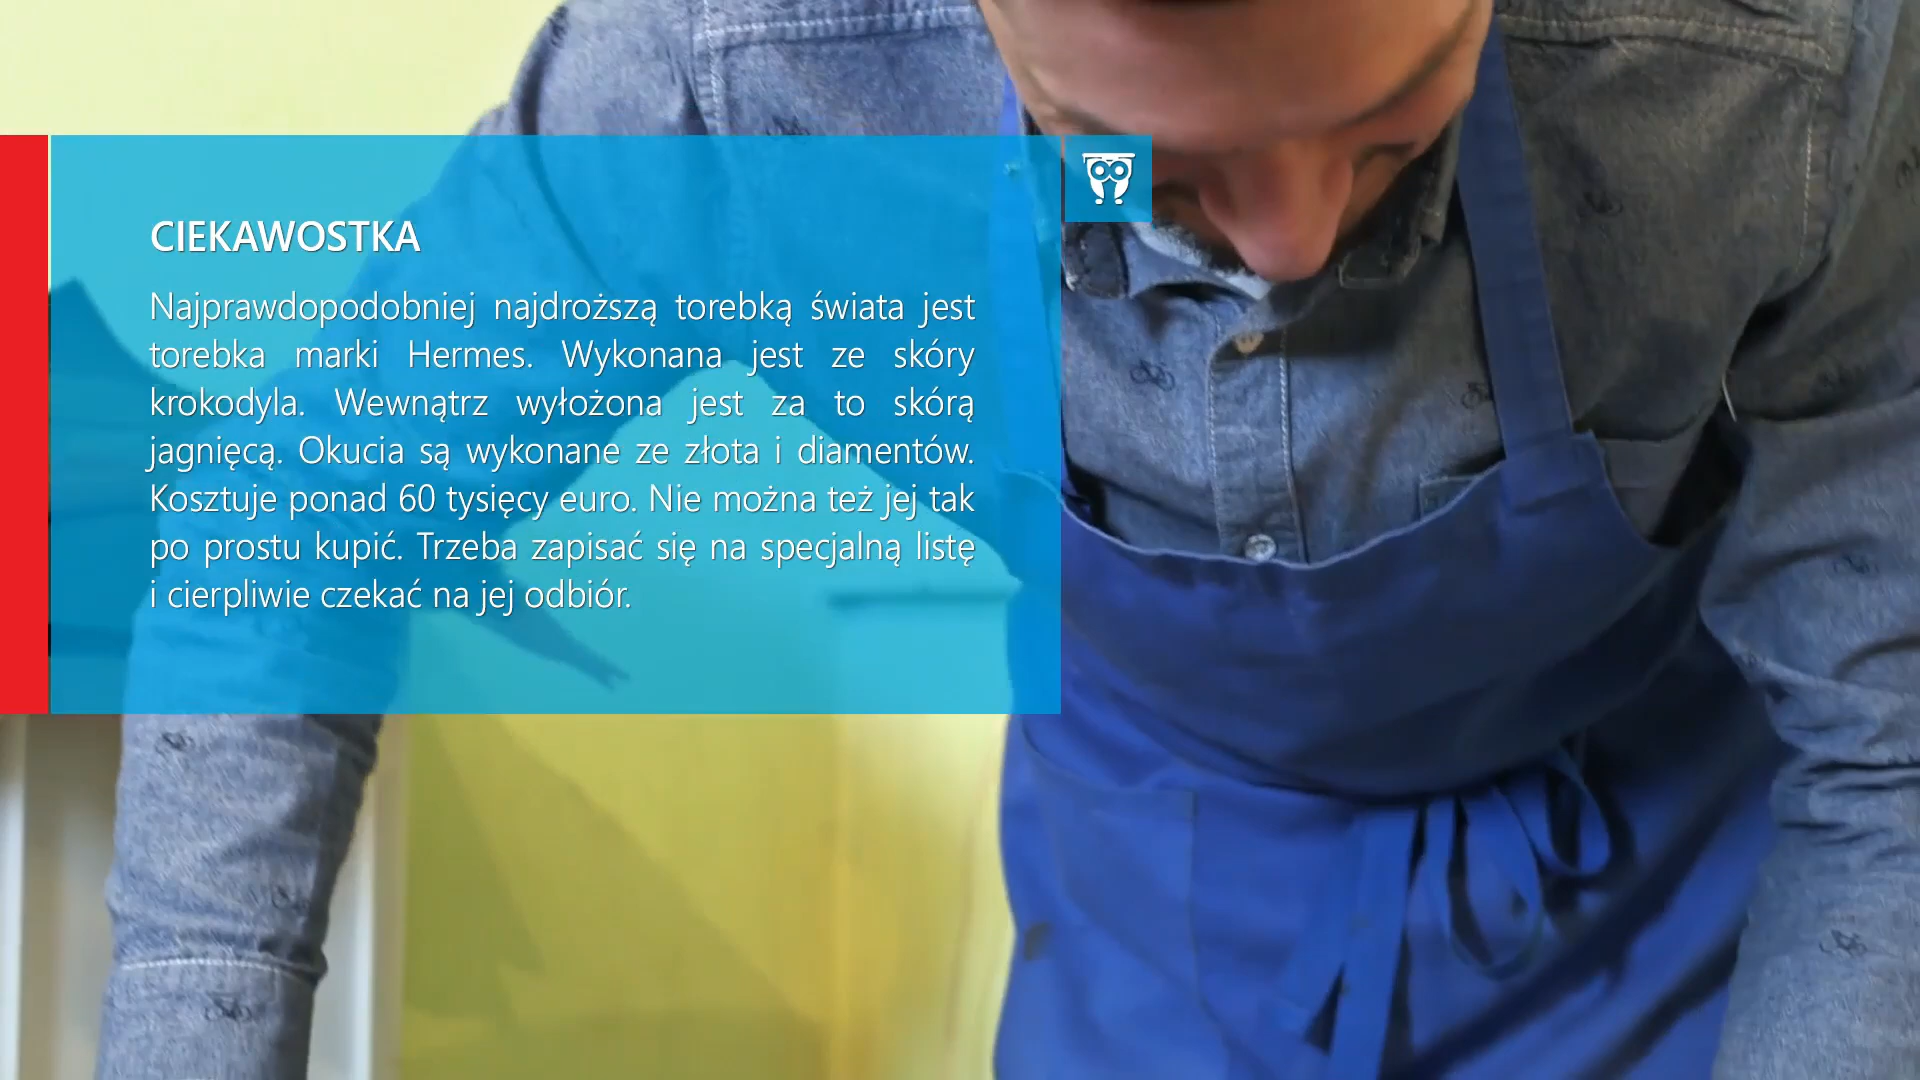 CIEKAWOSTKA
Najprawdopodobniej najdroższą torebką świata jest
torebka marki Hermes. Wykonana jest ze skóry
krokodyla. Wewnątrz wyłożona jest za to skórą
jagnięcą. Okucia są wykonane ze złota i diamentów.
Kosztuje ponad 60 tysięcy euro. Nie można też jej tak
po prostu kupić. Trzeba zapisać się na specjalną listę
i cierpliwie czekać na jej odbiór.